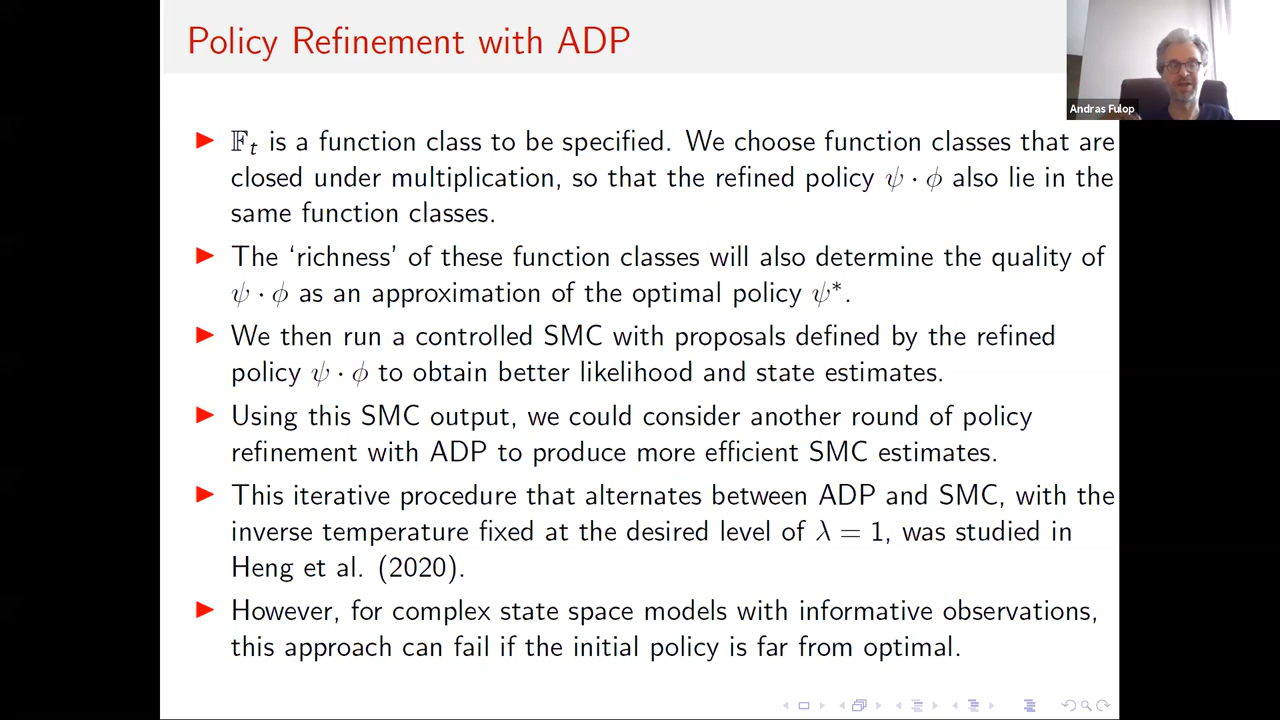 Policy Refinement with ADP
Andras Fulop
▶ 𝔽ₜ is a function class to be specified. We choose function classes that are
closed under multiplication, so that the refined policy ψ · ϕ also lie in the
same function classes.
▶ The ‘richness’ of these function classes will also determine the quality of
ψ · ϕ as an approximation of the optimal policy ψ*.
▶ We then run a controlled SMC with proposals defined by the refined
policy ψ · ϕ to obtain better likelihood and state estimates.
▶ Using this SMC output, we could consider another round of policy
refinement with ADP to produce more efficient SMC estimates.
▶ This iterative procedure that alternates between ADP and SMC, with the
inverse temperature fixed at the desired level of λ = 1, was studied in
Heng et al. (2020).
▶ However, for complex state space models with informative observations,
this approach can fail if the initial policy is far from optimal.